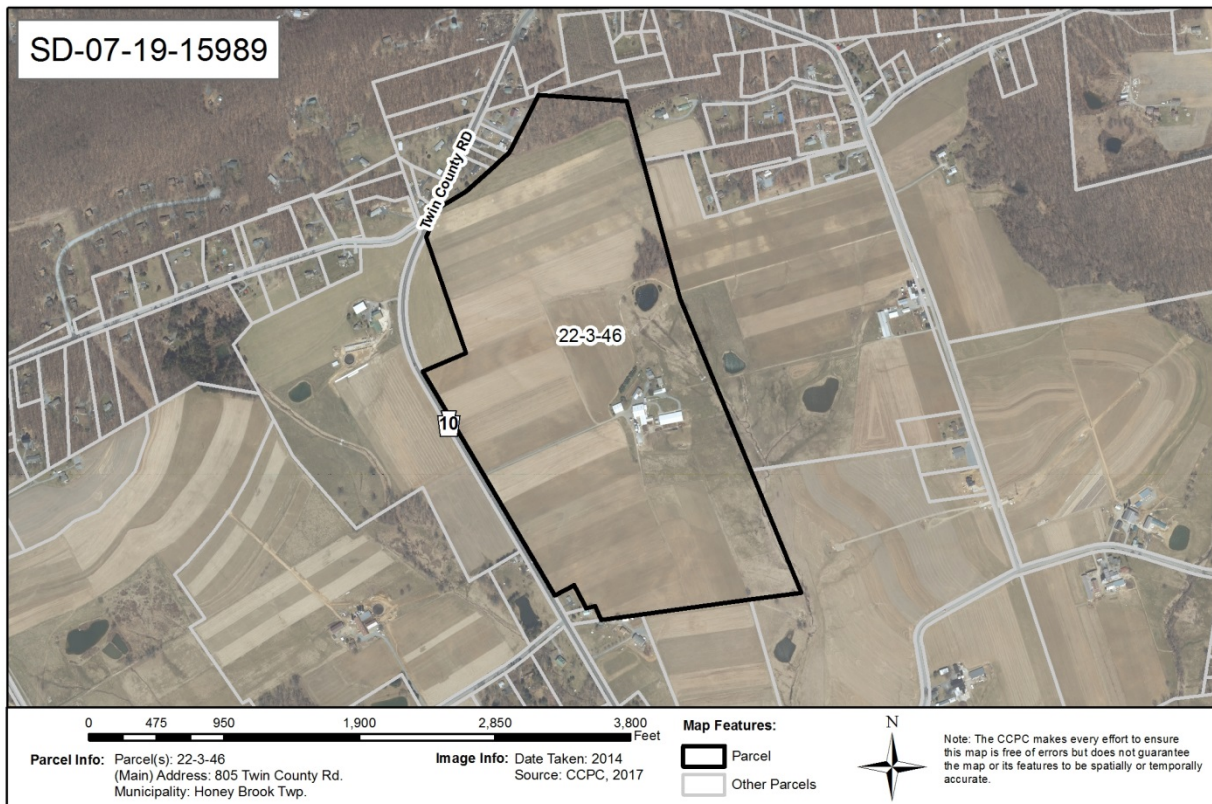 SD-07-19-15989
Twin County RD
22-3-46
10
0 475 950 1,900 2,850 3,800
Feet
Parcel Info: Parcel(s): 22-3-46
(Main) Address: 805 Twin County Rd.
Municipality: Honey Brook Twp.
Image Info: Date Taken: 2014
Source: CCPC, 2017
Map Features:
Parcel
Other Parcels
N
Note: The CCPC makes every effort to ensure
this map is free of errors but does not guarantee
the map or its features to be spatially or temporally
accurate.